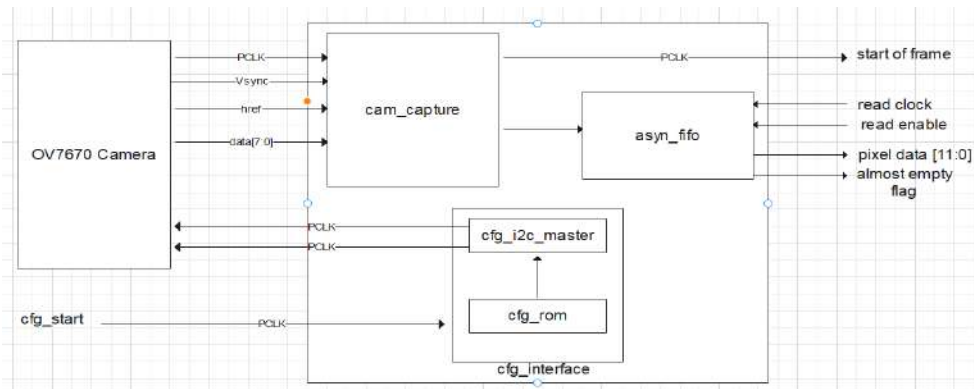 PCLK
Vsync
href
data[7:0]
OV7670 Camera
cam_capture
PCLK
start of frame
asyn_fifo
read clock
read enable
pixel data [11:0]
almost empty
flag
PCLK
PCLK
cfg_i2c_master
cfg_rom
cfg_start
PCLK
cfg_interface